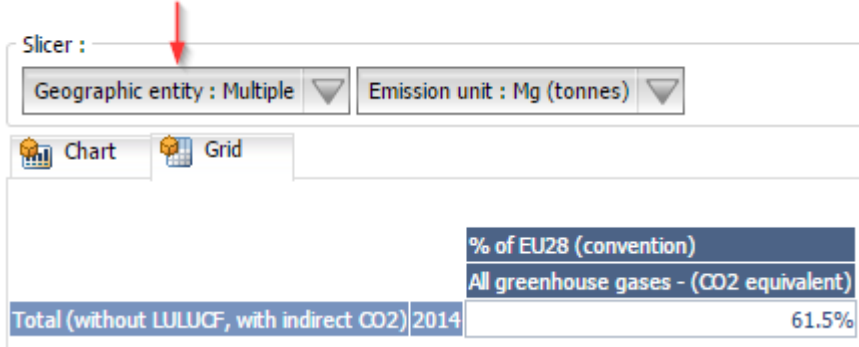 Slicer :
Geographic entity : Multiple Emission unit : Mg (tonnes)
Chart Grid
% of EU28 (convention)
All greenhouse gases - (CO2 equivalent)
Total (without LULUCF, with indirect CO2) 2014 61.5%